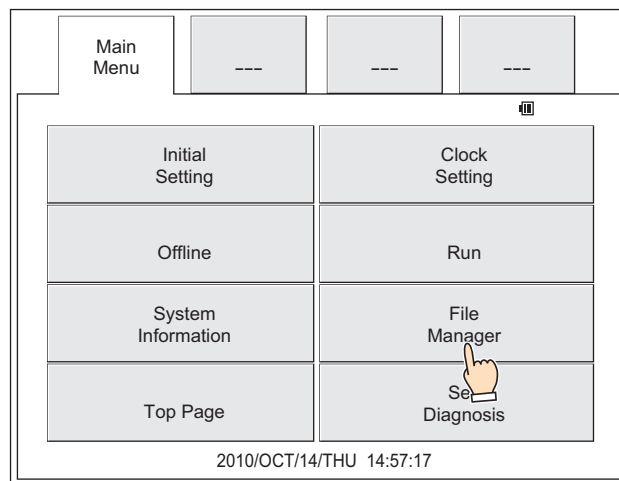 Main
Menu
---
---
---
Initial
Setting
Clock
Setting
Offline
Run
System
Information
File
Manager
Top Page
Se
Diagnosis
2010/OCT/14/THU 14:57:17